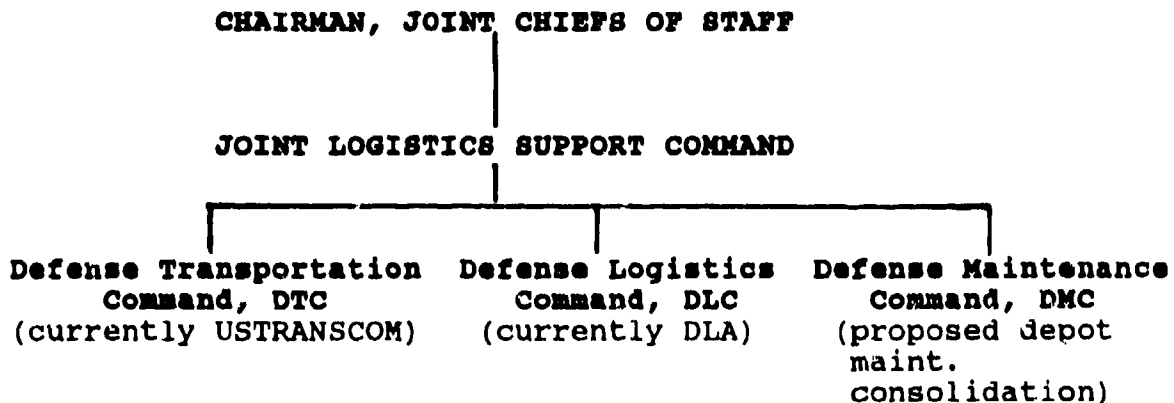 CHAIRMAN, JOINT CHIEFS OF STAFF
JOINT LOGISTICS SUPPORT COMMAND
Defense Transportation Defense Logistics Defense Maintenance
Command, DTC Command, DLC Command, DMC
(currently USTRANSCOM) (currently DLA) (proposed depot
maint.
consolidation)